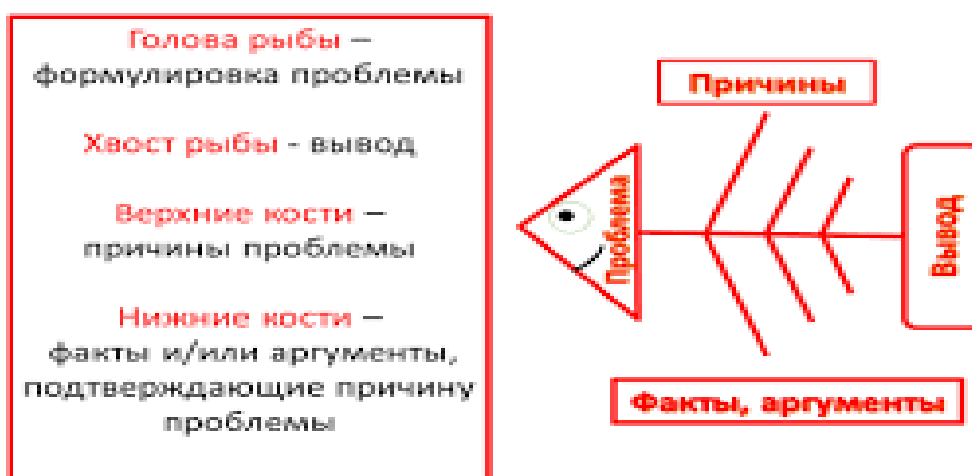 Голова рыбы –
формулировка проблемы
Хвост рыбы - вывод
Верхние кости –
причины проблемы
Нижние кости –
факты и/или аргументы,
подтверждающие причину
проблемы
Причины
Проблема
Вывод
Факты, аргументы